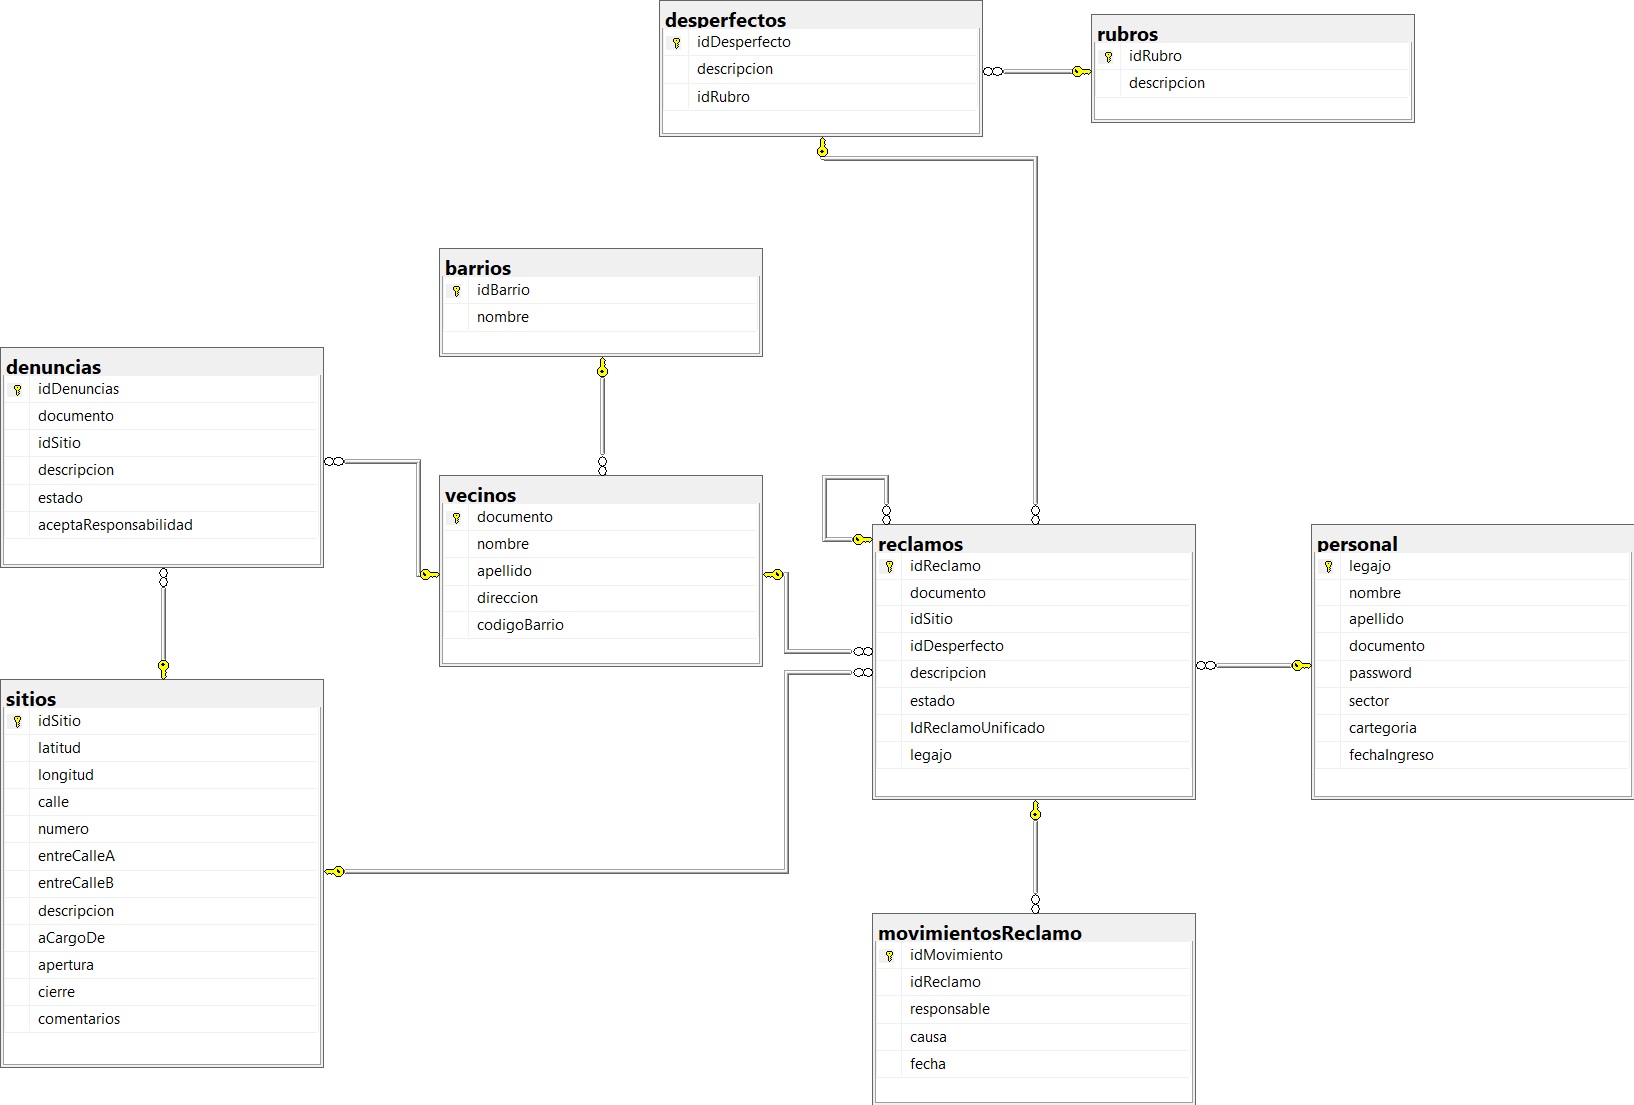 desperfectos
idDesperfecto
descripcion
idRubro
rubros
idRubro
descripcion
barrios
idBarrio
nombre
denuncias
idDenuncias
documento
idSitio
descripcion
estado
aceptaResponsabilidad
vecinos
documento
nombre
apellido
direccion
codigoBarrio
reclamos
idReclamo
documento
idSitio
idDesperfecto
descripcion
estado
IdReclamoUnificado
legajo
personal
legajo
nombre
apellido
documento
password
sector
cartegoria
fechaIngreso
sitios
idSitio
latitud
longitud
calle
numero
entreCalleA
entreCalleB
descripcion
aCargoDe
apertura
cierre
comentarios
movimientosReclamo
idMovimiento
idReclamo
responsable
causa
fecha